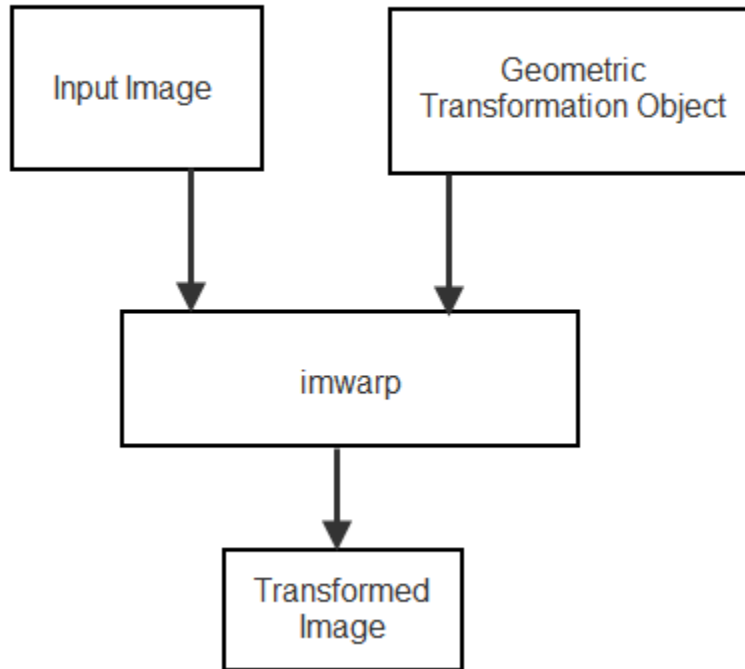 Input Image
Geometric
Transformation Object
imwarp
Transformed
Image